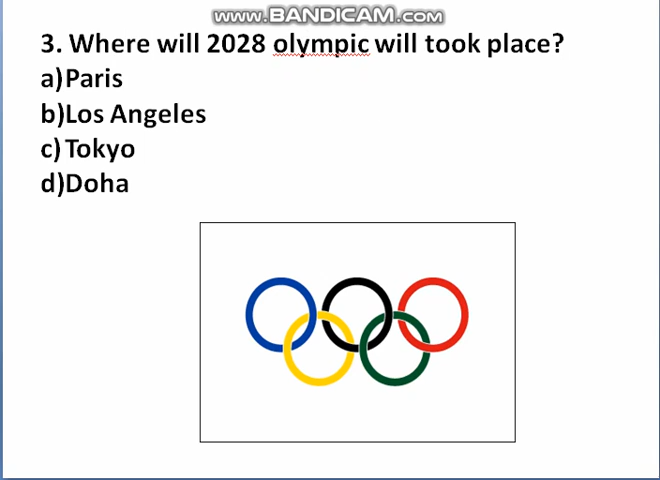 www.BANDICAM.com
3. Where will 2028 olympic will took place?
a)Paris
b)Los Angeles
c) Tokyo
d)Doha